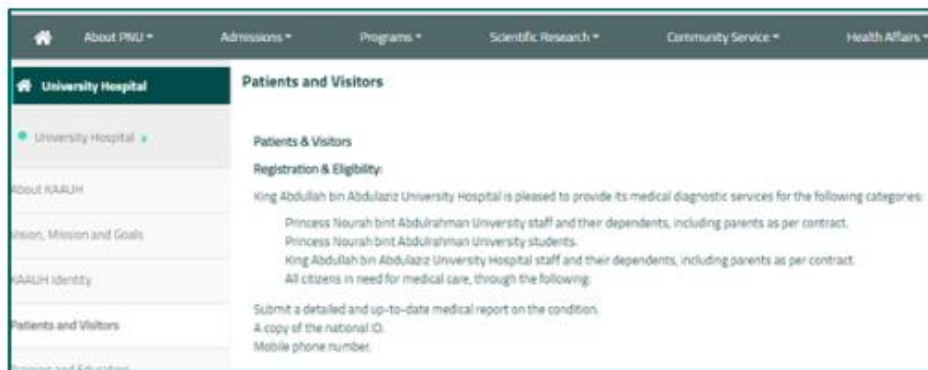 About PNU
Admissions
Programs
Scientific Research
Community Service
Health Affairs
University Hospital
University Hospital
About KAAUH
Vision, Mission and Goals
KAAUH Identity
Patients and Visitors
Training and Education
Patients and Visitors
Patients & Visitors
Registration & Eligibility:
King Abdullah bin Abdulaziz University Hospital is pleased to provide its medical diagnostic services for the following categories:
Princess Nourah bint Abdulrahman University staff and their dependents, including parents as per contract.
Princess Nourah bint Abdulrahman University students.
King Abdullah bin Abdulaziz University Hospital staff and their dependents, including parents as per contract.
All citizens in need for medical care, through the following:
Submit a detailed and up-to-date medical report on the condition.
A copy of the national ID.
Mobile phone number.